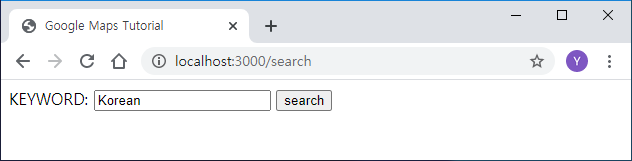 Google Maps Tutorial
localhost:3000/search
Y
KEYWORD: Korean search